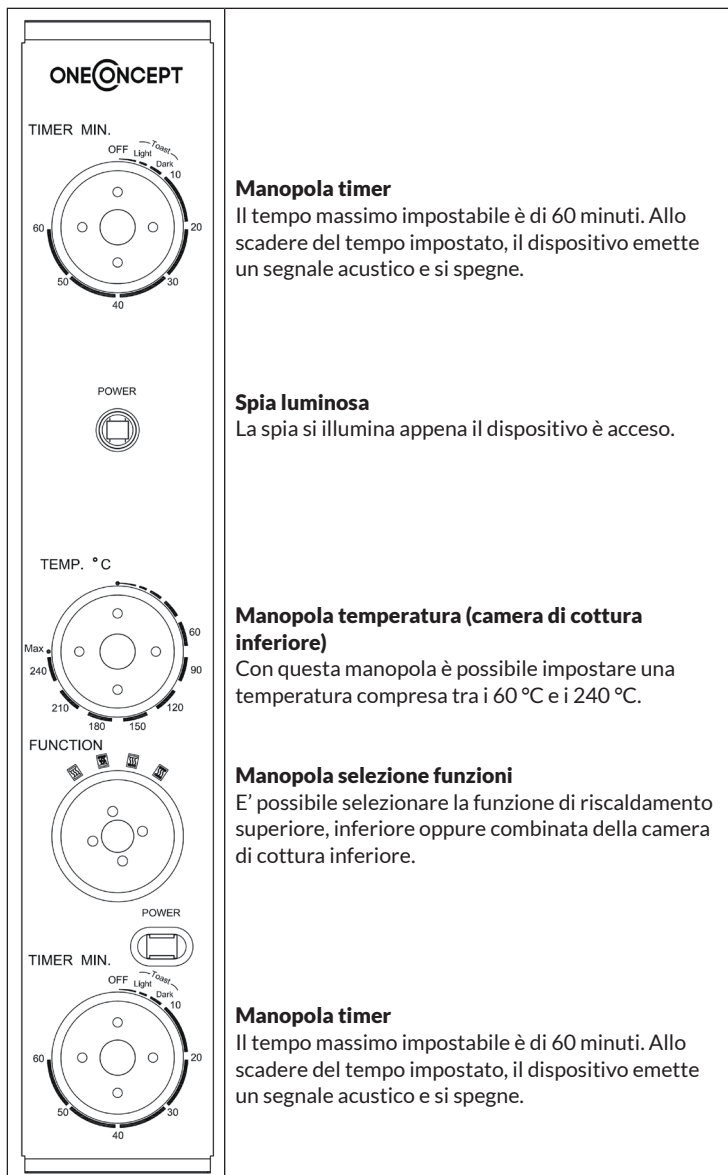 ONECONCEPT
TIMER MIN.
OFF Light Toast Dark
10
20
30
40
50
60
Manopola timer
Il tempo massimo impostabile è di 60 minuti. Allo
scadere del tempo impostato, il dispositivo emette
un segnale acustico e si spegne.
POWER
Spia luminosa
La spia si illumina appena il dispositivo è acceso.
TEMP. °C
60
90
120
150
180
210
240
Max
Manopola temperatura (camera di cottura
inferiore)
Con questa manopola è possibile impostare una
temperatura compresa tra i 60 °C e i 240 °C.
FUNCTION
Manopola selezione funzioni
E’ possibile selezionare la funzione di riscaldamento
superiore, inferiore oppure combinata della camera
di cottura inferiore.
POWER
TIMER MIN.
OFF Light Toast Dark
10
20
30
40
50
60
Manopola timer
Il tempo massimo impostabile è di 60 minuti. Allo
scadere del tempo impostato, il dispositivo emette
un segnale acustico e si spegne.